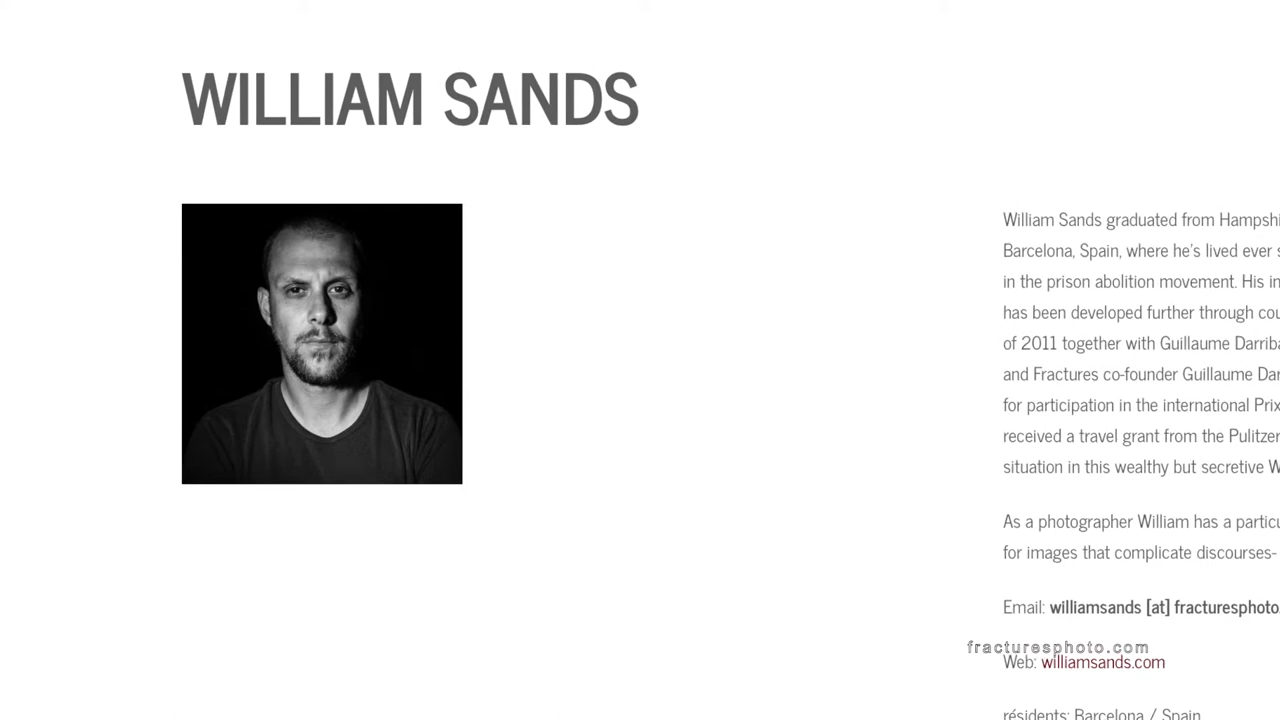 WILLIAM SANDS
William Sands graduated from Hampshi
Barcelona, Spain, where he's lived ever s
in the prison abolition movement. His in
has been developed further through cou
of 2011 together with Guillaume Darriba
and Fractures co-founder Guillaume Dar
for participation in the international Prix
received a travel grant from the Pulitzer
situation in this wealthy but secretive W
As a photographer William has a particu
for images that complicate discourses-
Email: williamsands [at] fracturesphoto.
fracturesphoto.com
Web: williamsands.com
résidents: Barcelona / Spain